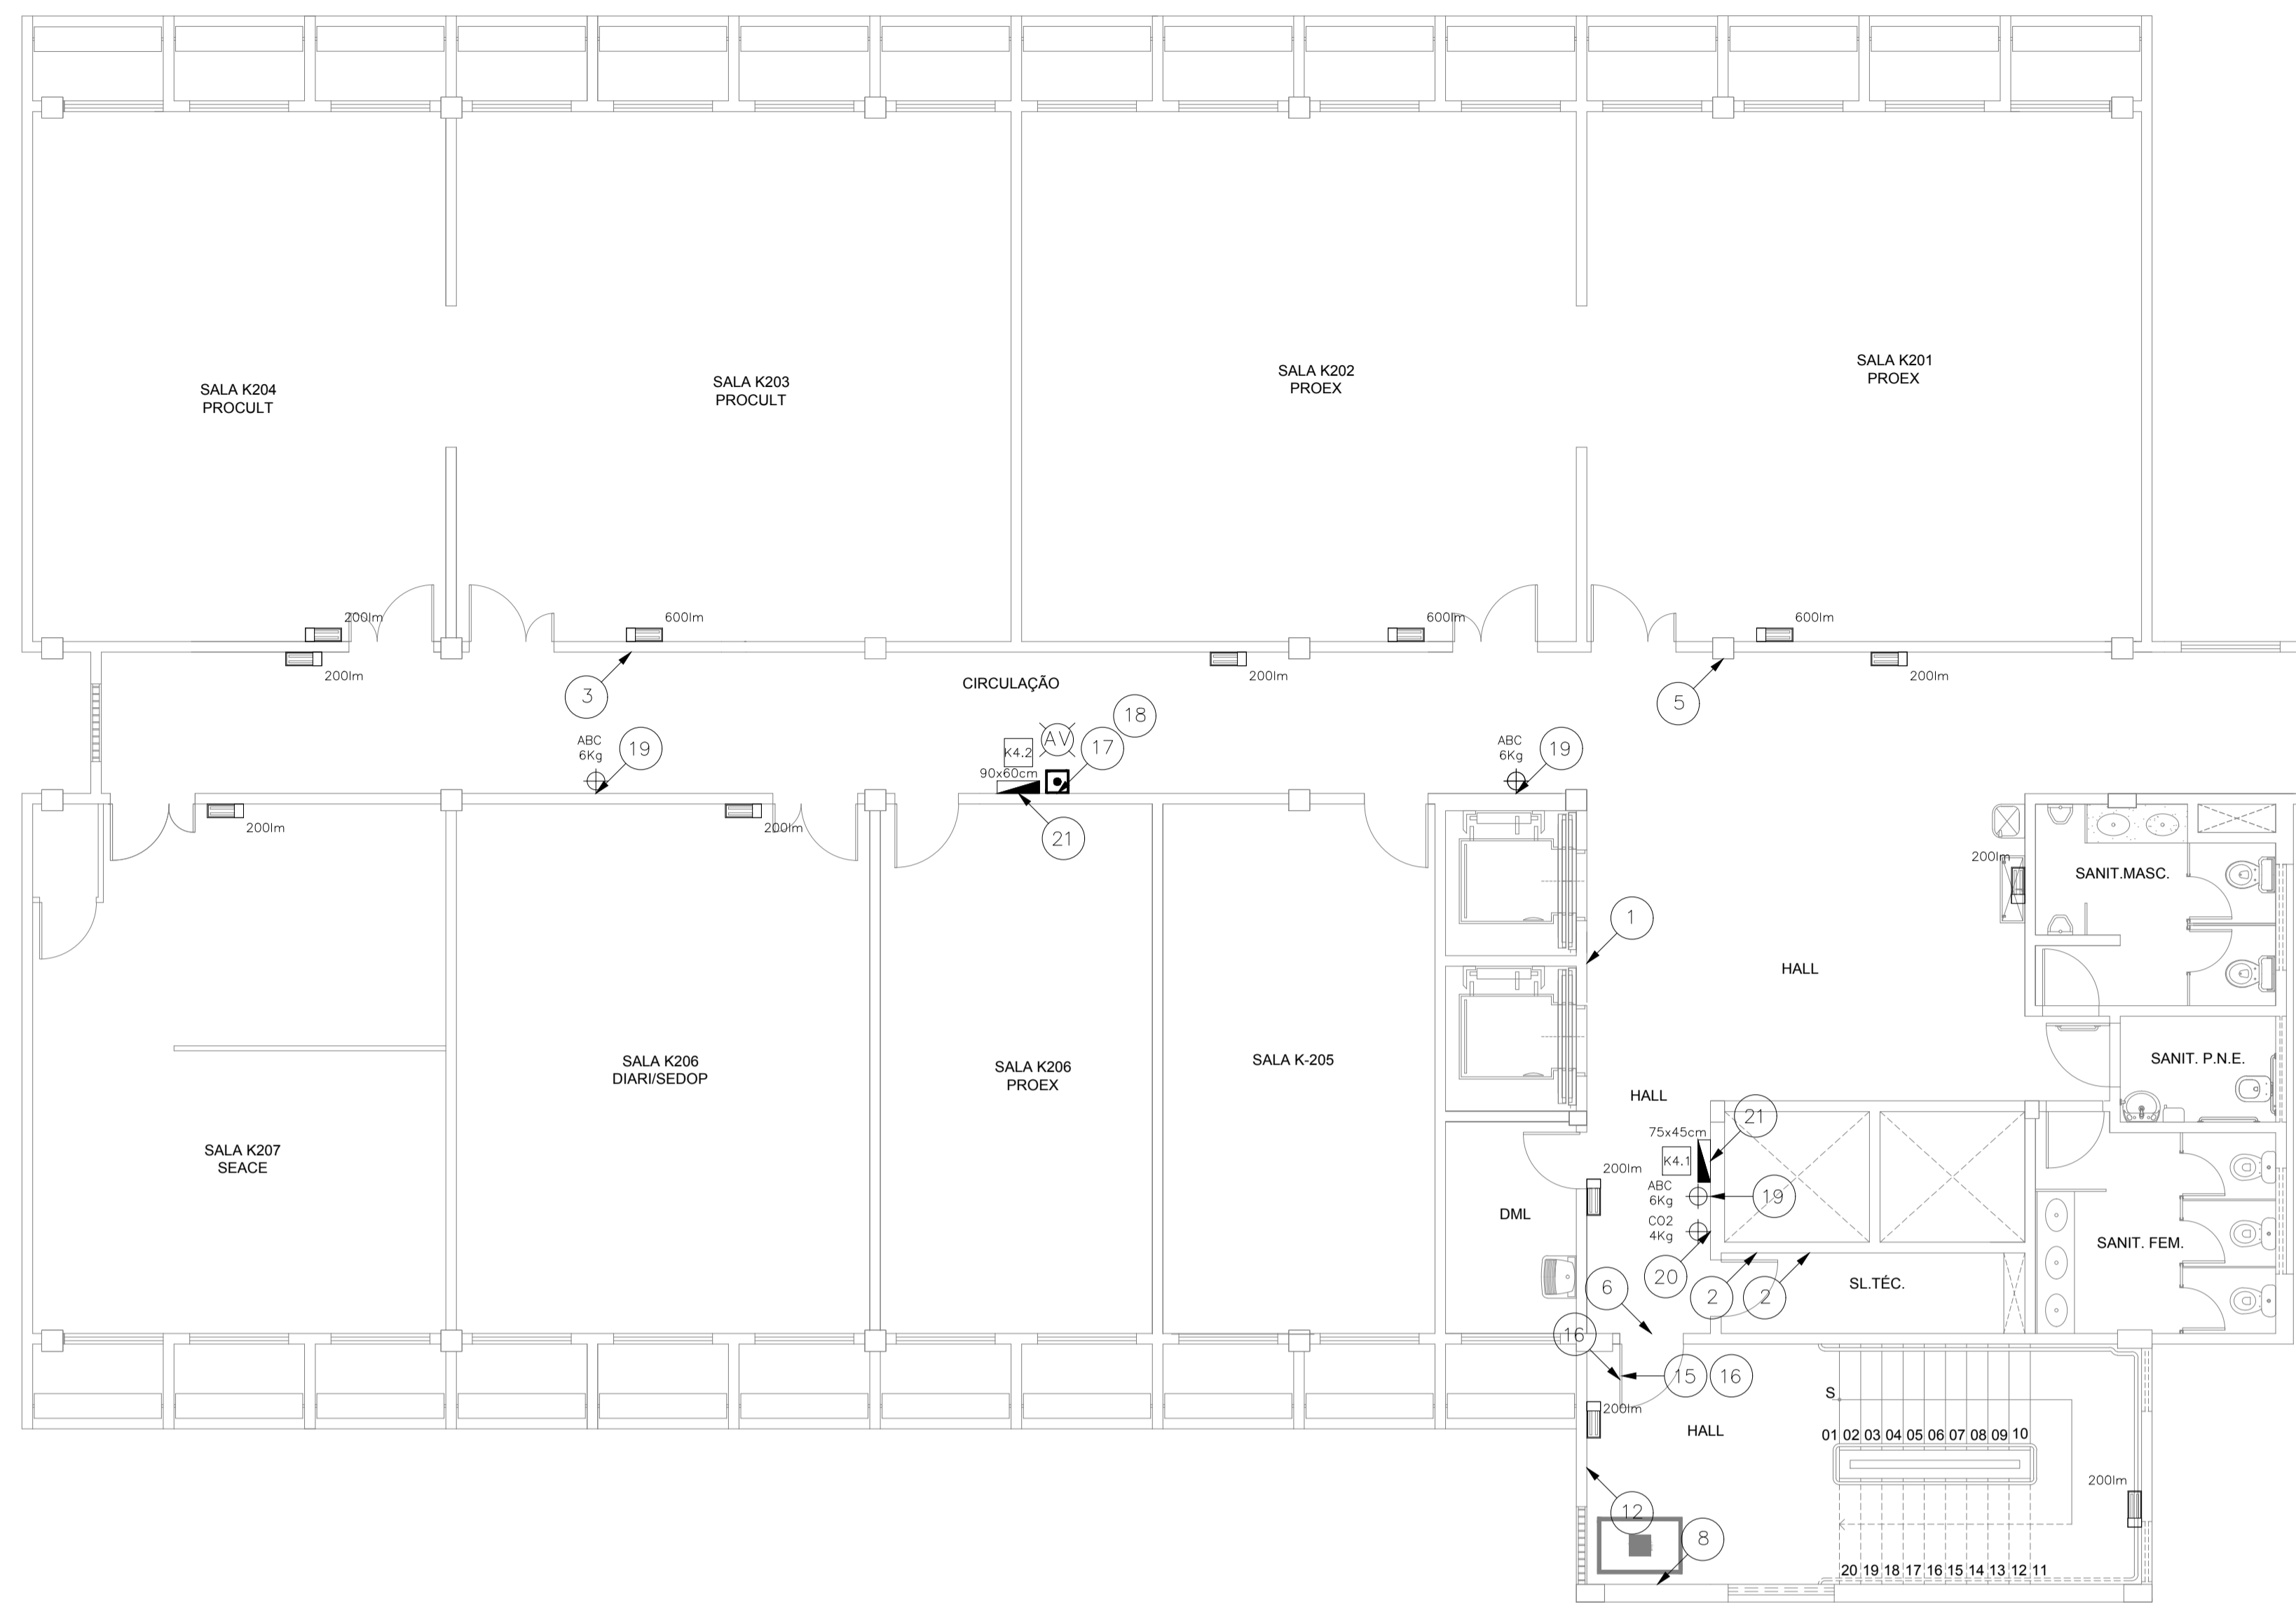 SALA K204
PROCULT
SALA K203
PROCULT
SALA K202
PROEX
SALA K201
PROEX
200lm
600lm
600lm
600lm
200lm
200lm
200lm
3
CIRCULAÇÃO
5
18
ABC
6Kg
19
K4.2
AV
17
90x60cm
ABC
6Kg
19
200lm
200lm
21
200lm
SANIT.MASC.
1
HALL
SALA K206
DIARI/SEDOP
SALA K206
PROEX
SALA K-205
SANIT. P.N.E.
HALL
21
75x45cm
K4.1
SALA K207
SEACE
200lm
ABC
6Kg
19
DML
CO2
4Kg
SANIT. FEM.
20
6
2
2
SL.TÉC.
16
15
16
S
200lm
HALL
01 02 03 04 05 06 07 08 09 10
200lm
12
8
20 19 18 17 16 15 14 13 12 11